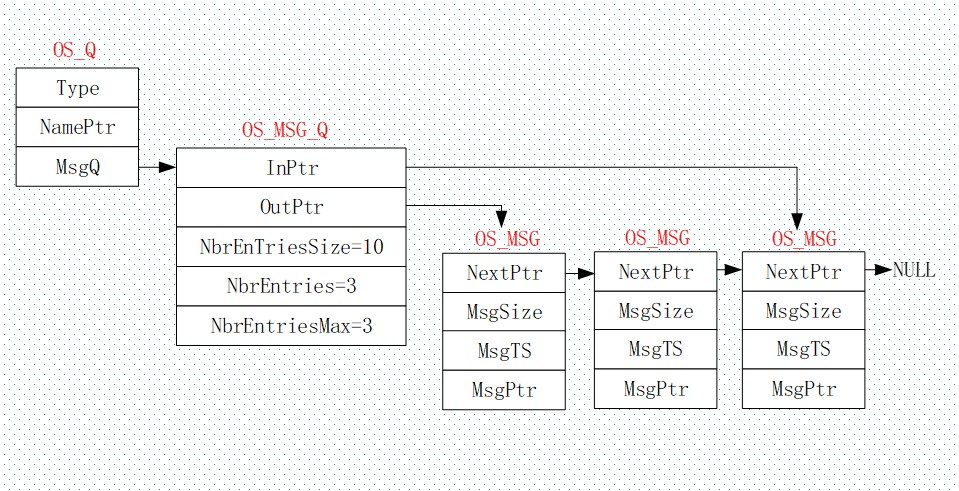 OS_Q
Type
NamePtr
MsgQ
OS_MSG_Q
InPtr
OutPtr
NbrEnTriesSize=10
NbrEntries=3
NbrEntriesMax=3
OS_MSG
NextPtr
MsgSize
MsgTS
MsgPtr
OS_MSG
NextPtr
MsgSize
MsgTS
MsgPtr
OS_MSG
NextPtr
MsgSize
MsgTS
MsgPtr
NULL